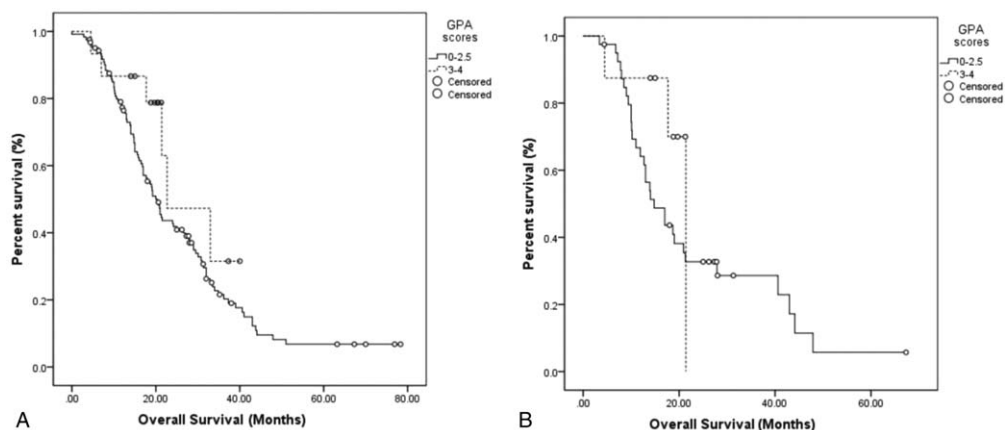 GPA
scores
0-2.5
3-4
Censored
Censored
Percent survival (%)
1.0
0.8
0.6
0.4
0.2
0.0
.00
20.00
40.00
60.00
80.00
Overall Survival (Months)
A
GPA
scores
0-2.5
3-4
Censored
Censored
Percent survival (%)
1.0
0.8
0.6
0.4
0.2
0.0
.00
20.00
40.00
60.00
Overall Survival (Months)
B